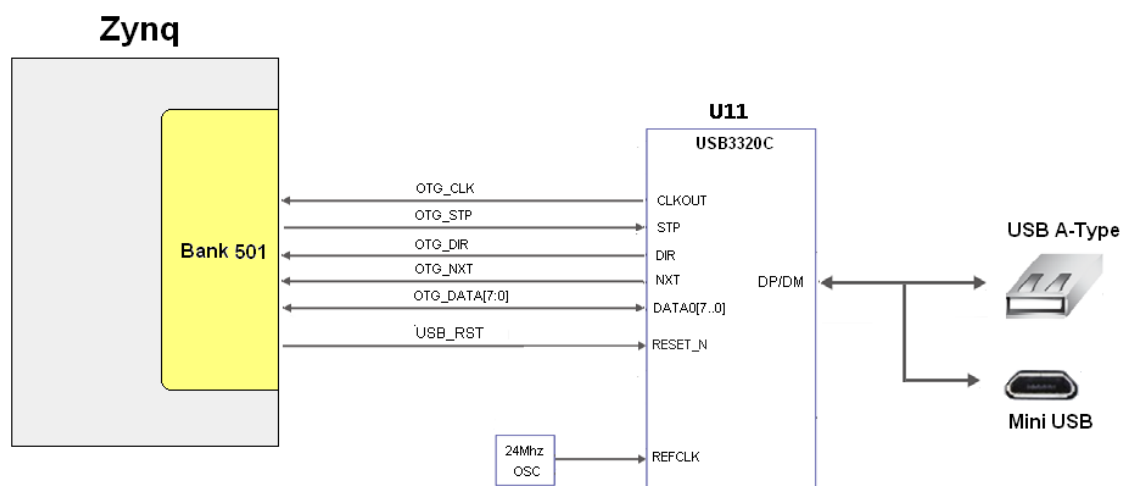 Zynq
U11
USB3320C
OTG_CLK
CLKOUT
OTG_STP
STP
USB A-Type
OTG_DIR
DIR
Bank 501
OTG_NXT
NXT
DP/DM
OTG_DATA[7:0]
DATA0[7..0]
USB_RST
RESET_N
Mini USB
24Mhz
OSC
REFCLK